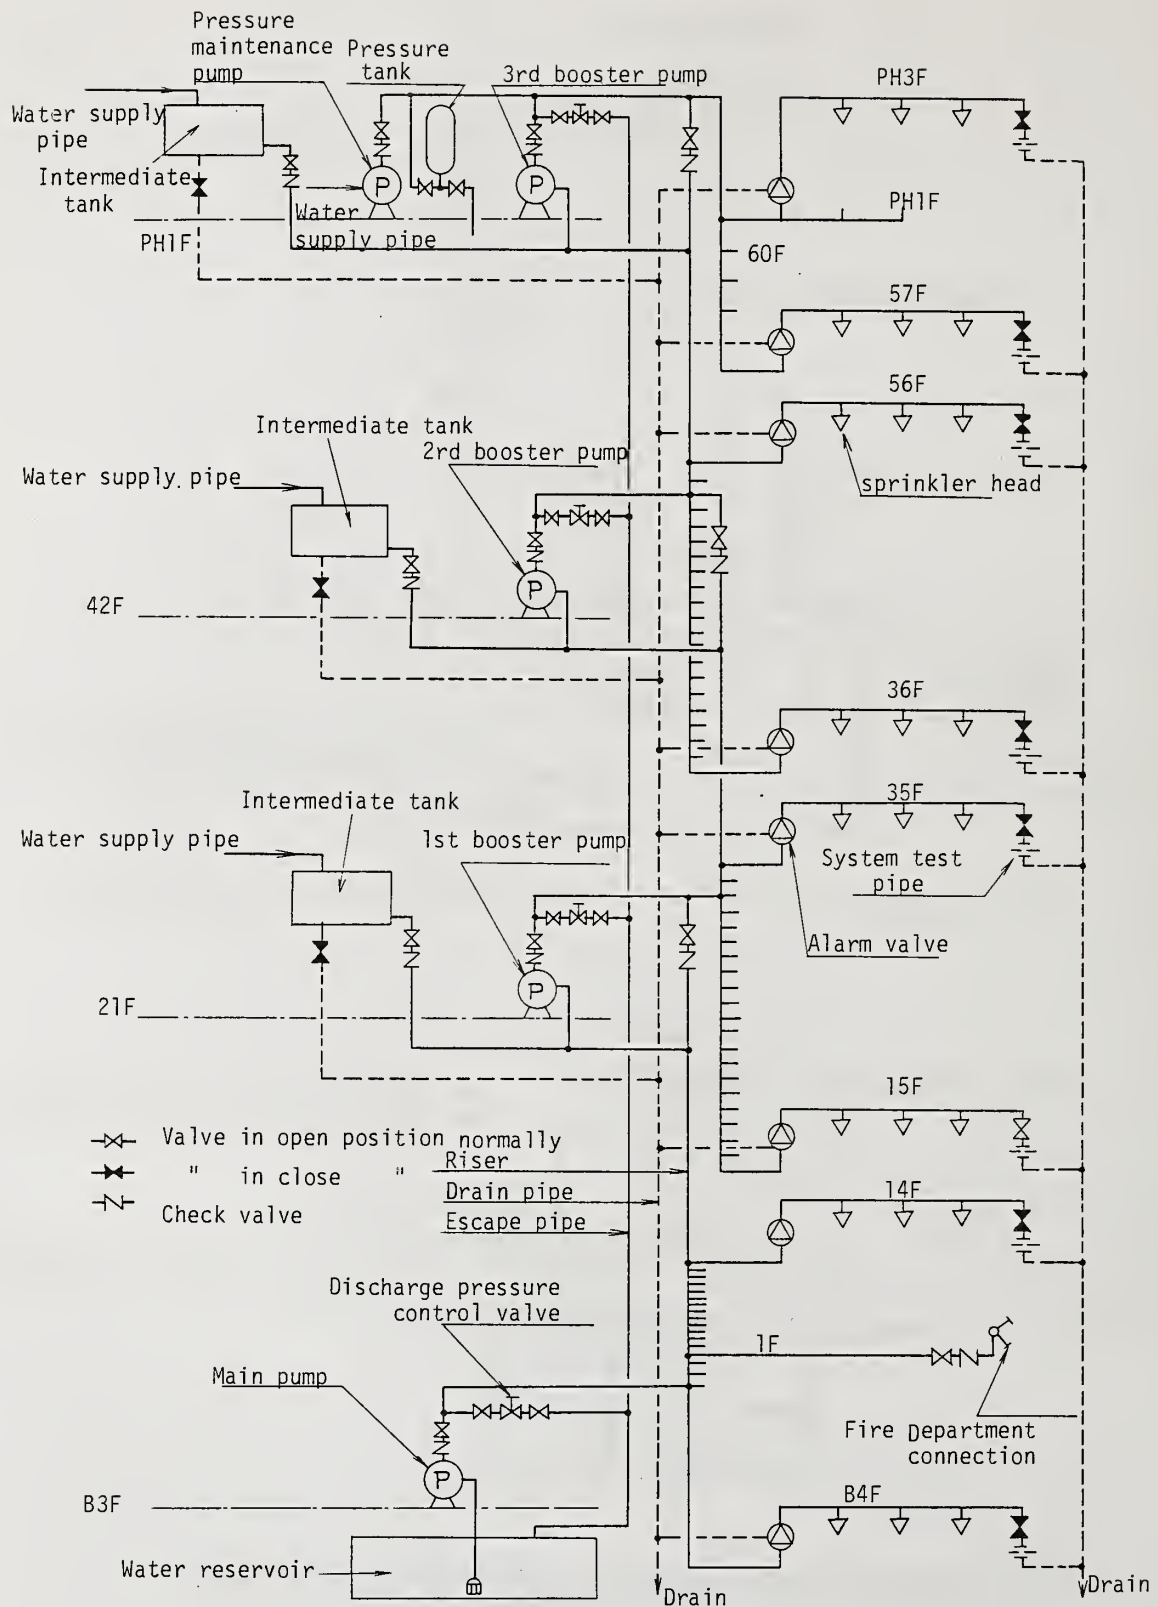 Pressure
maintenance
pump
Pressure
tank
3rd booster pump
PH3F
Water supply
pipe
Intermediate
tank
P
P
PH1F
Water
supply pipe
PH1F
60F
57F
56F
Intermediate tank
2rd booster pump
Water supply pipe
sprinkler head
P
42F
36F
Intermediate tank
35F
Water supply pipe
1st booster pump
System test
pipe
Alarm valve
P
21F
15F
Valve in open position normally
" in close "
Check valve
Riser
Drain pipe
Escape pipe
14F
Discharge pressure
control valve
1F
Main pump
Fire Department
connection
P
B3F
B4F
Water reservoir
Drain
Drain